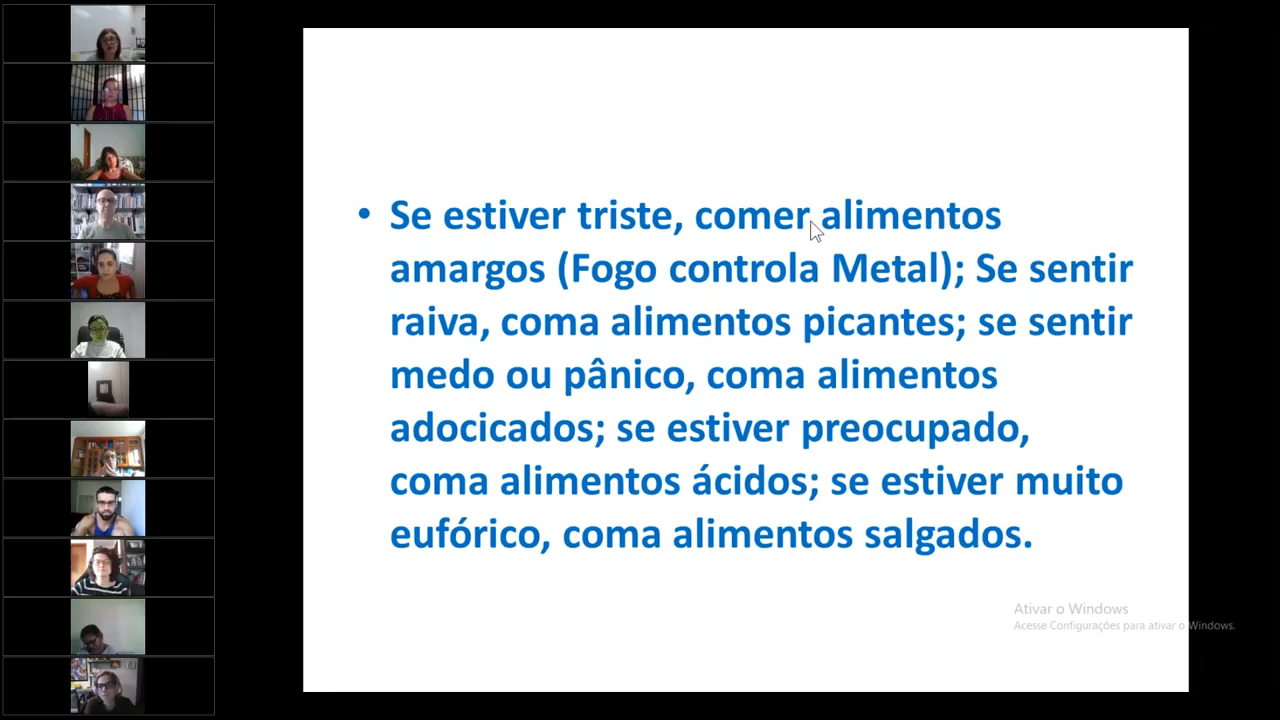 • Se estiver triste, comer alimentos
amargos (Fogo controla Metal); Se sentir
raiva, coma alimentos picantes; se sentir
medo ou pânico, coma alimentos
adocicados; se estiver preocupado,
coma alimentos ácidos; se estiver muito
eufórico, coma alimentos salgados.
Ativar o Windows
Acesse Configurações para ativar o Windows.